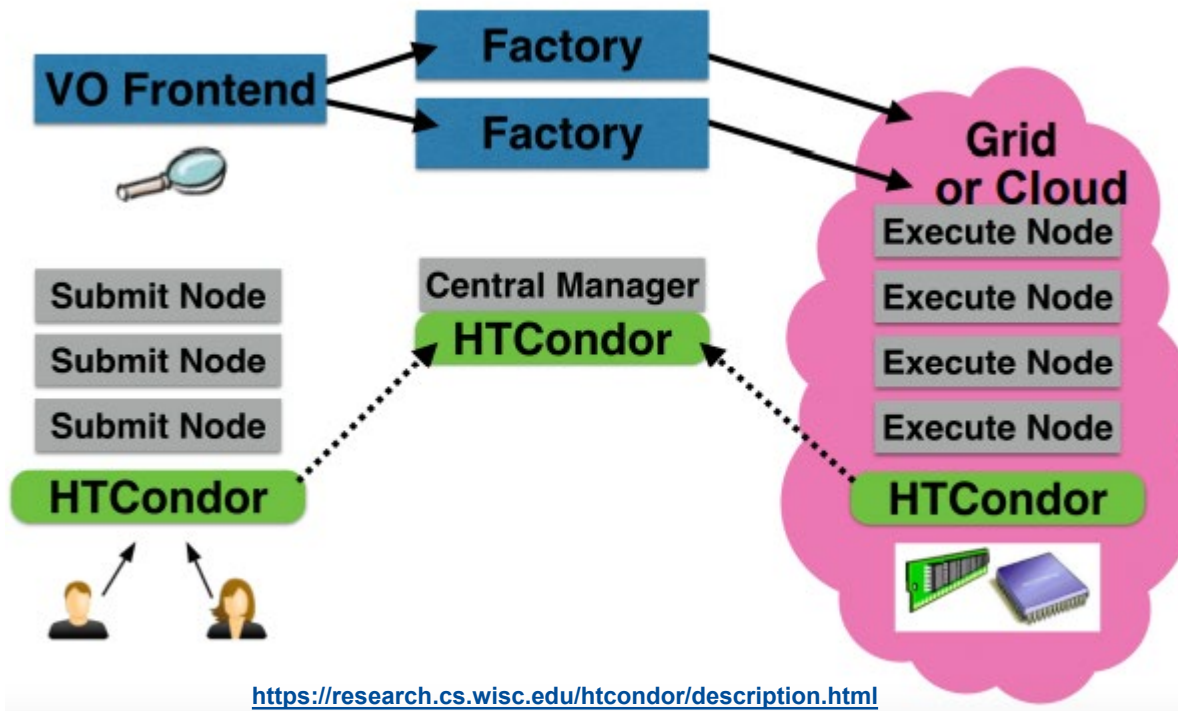 VO Frontend
Factory
Factory
Grid
or Cloud
Execute Node
Execute Node
Execute Node
Execute Node
HTCondor
Submit Node
Submit Node
Submit Node
HTCondor
Central Manager
HTCondor
https://research.cs.wisc.edu/htcondor/description.html